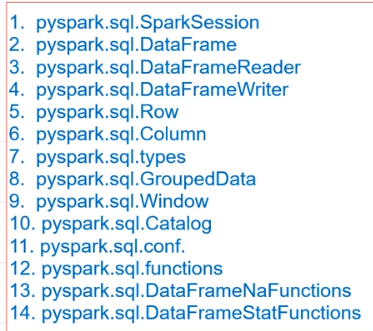 1. pyspark.sql.SparkSession
2. pyspark.sql.DataFrame
3. pyspark.sql.DataFrameReader
4. pyspark.sql.DataFrameWriter
5. pyspark.sql.Row
6. pyspark.sql.Column
7. pyspark.sql.types
8. pyspark.sql.GroupedData
9. pyspark.sql.Window
10. pyspark.sql.Catalog
11. pyspark.sql.conf.
12. pyspark.sql.functions
13. pyspark.sql.DataFrameNaFunctions
14. pyspark.sql.DataFrameStatFunctions